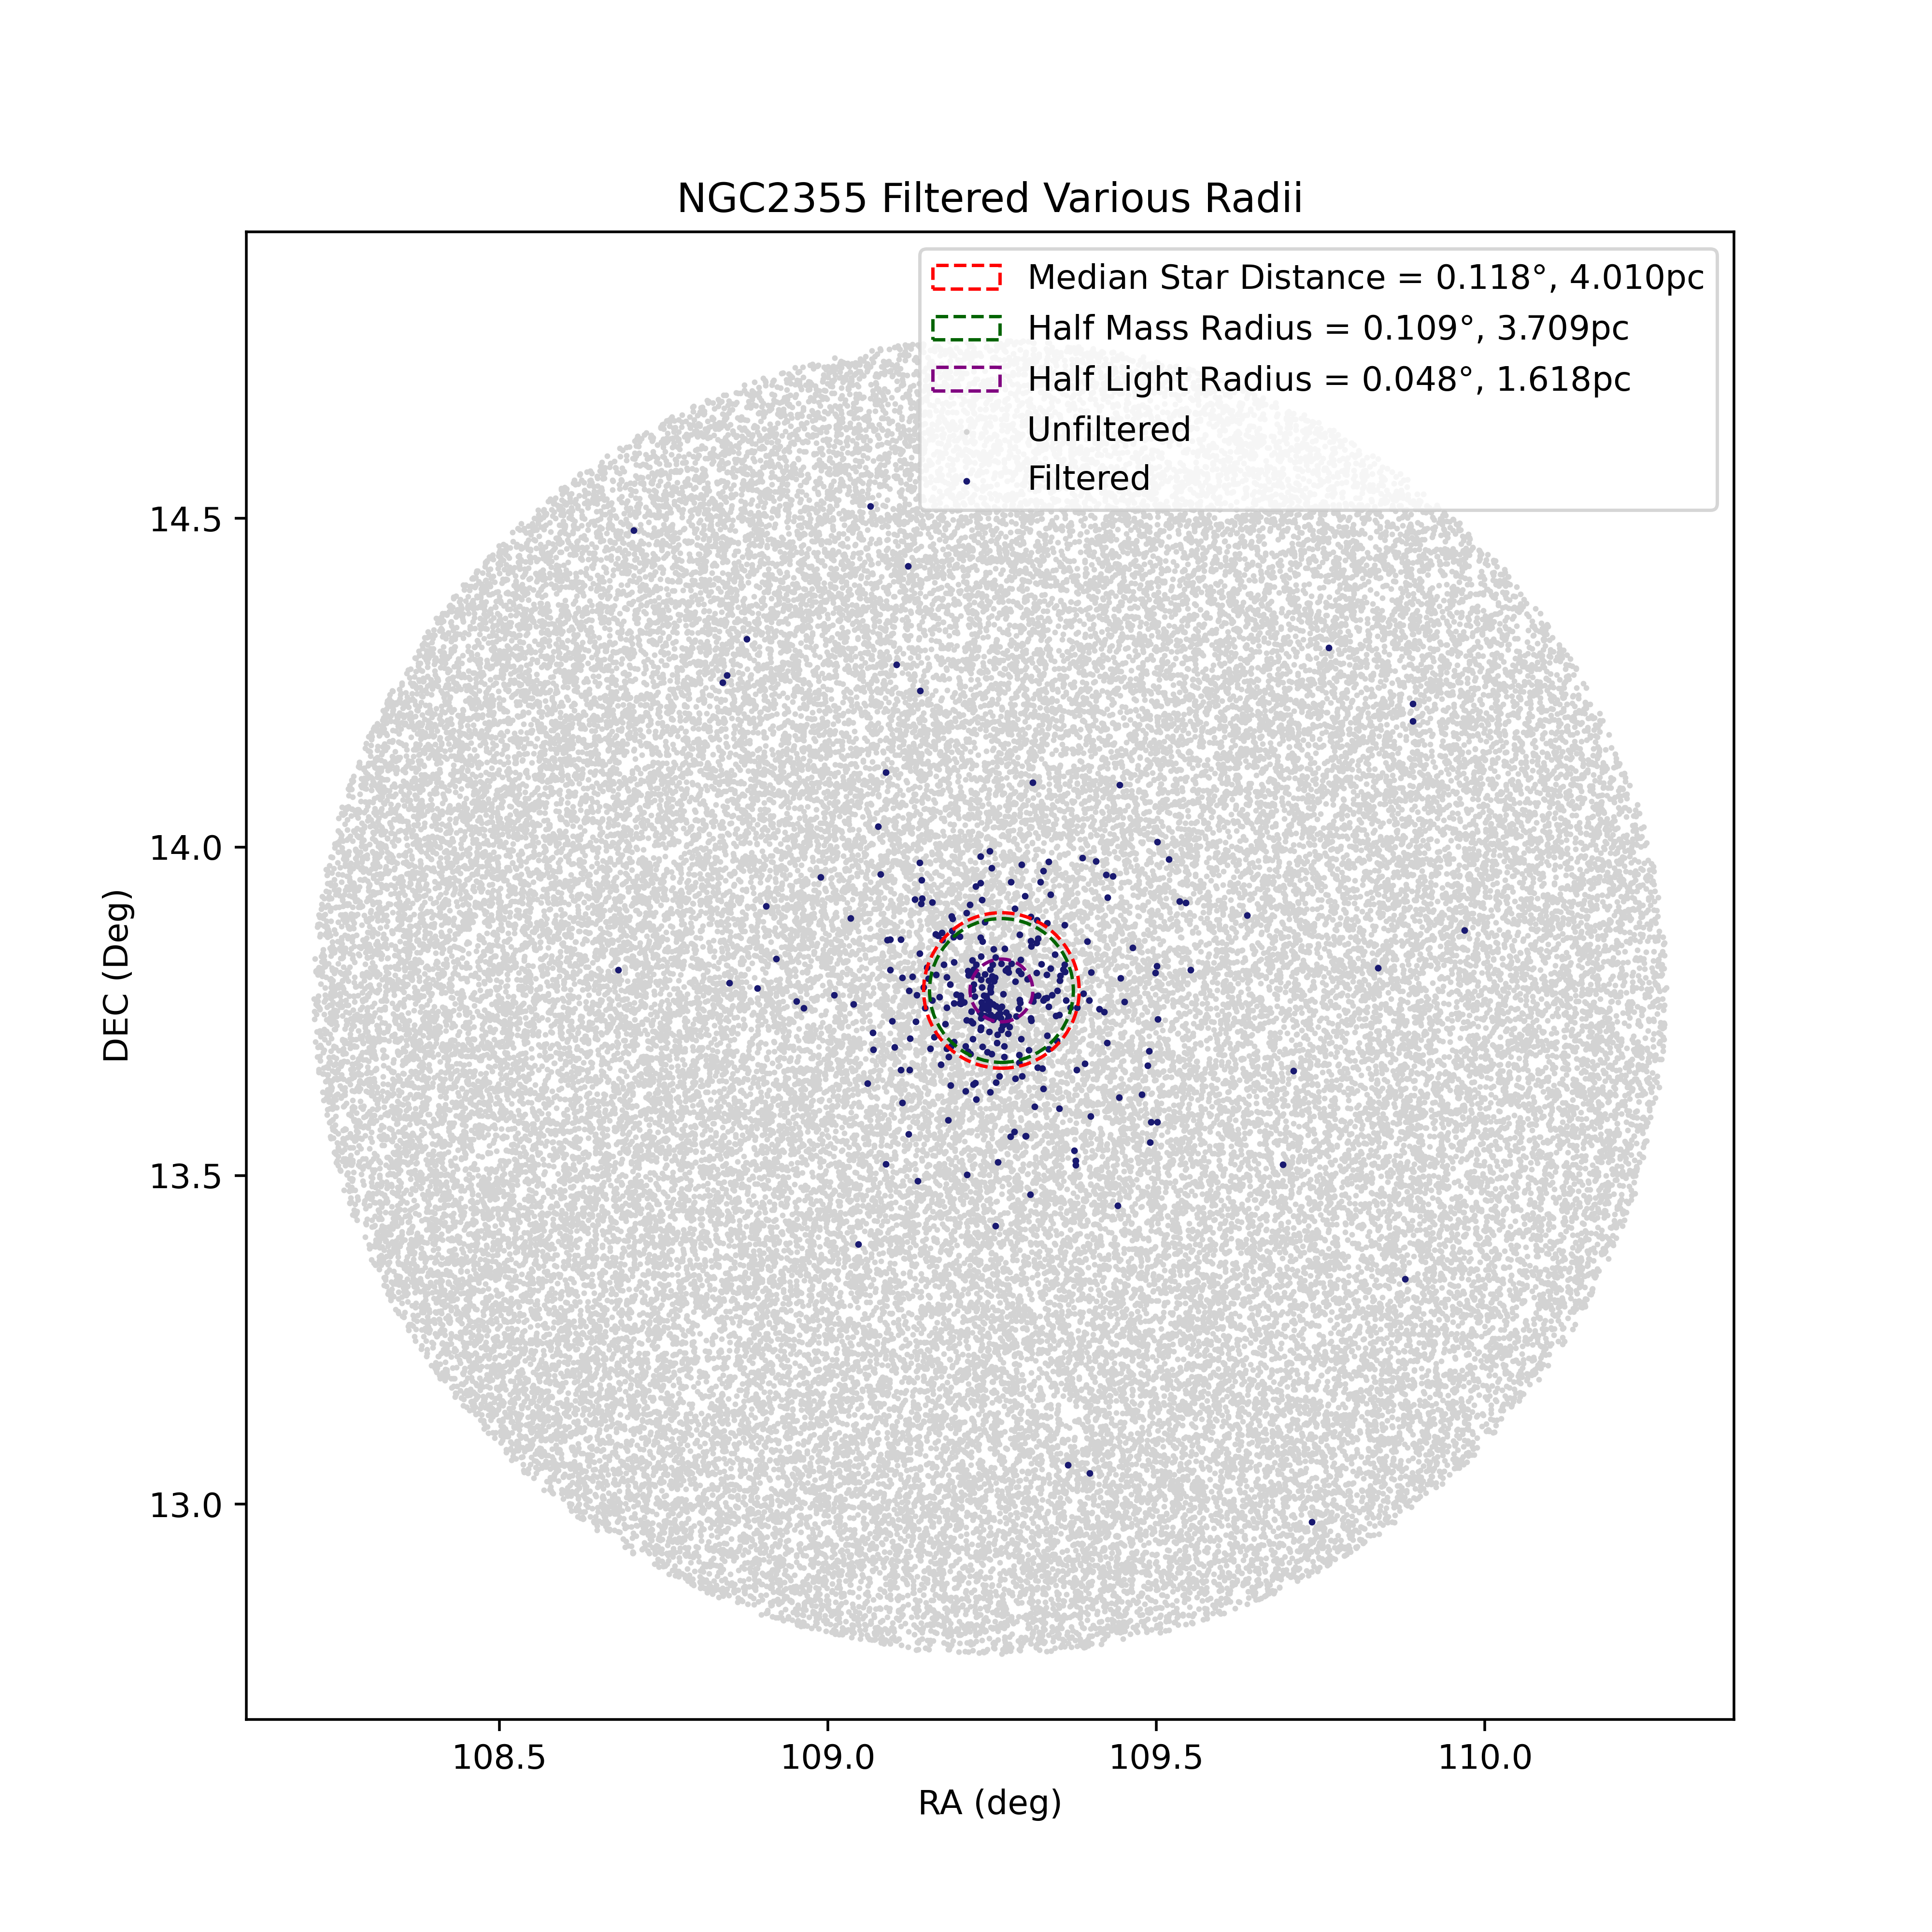 NGC2355 Filtered Various Radii
Median Star Distance = 0.118°, 4.010pc
Half Mass Radius = 0.109°, 3.709pc
Half Light Radius = 0.048°, 1.618pc
Unfiltered
Filtered
14.5
14.0
13.5
13.0
DEC (Deg)
108.5 109.0 109.5 110.0
RA (deg)